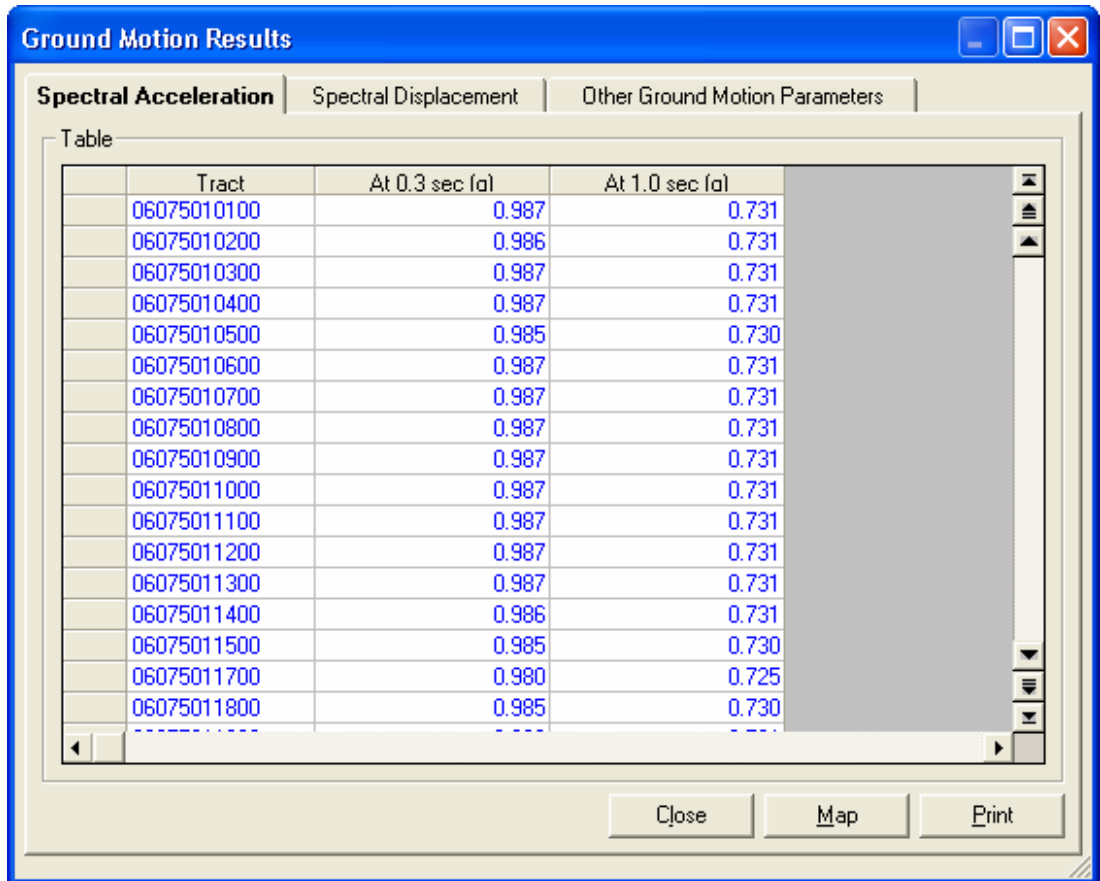 Ground Motion Results
Spectral Acceleration Spectral Displacement Other Ground Motion Parameters
Table
Tract At 0.3 sec (g) At 1.0 sec (g)
06075010100 0.987 0.731
06075010200 0.986 0.731
06075010300 0.987 0.731
06075010400 0.987 0.731
06075010500 0.985 0.730
06075010600 0.987 0.731
06075010700 0.987 0.731
06075010800 0.987 0.731
06075010900 0.987 0.731
06075011000 0.987 0.731
06075011100 0.987 0.731
06075011200 0.987 0.731
06075011300 0.987 0.731
06075011400 0.986 0.731
06075011500 0.985 0.730
06075011700 0.980 0.725
06075011800 0.985 0.730
Close Map Print